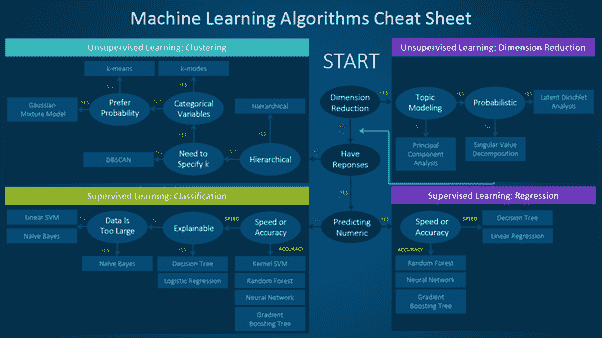 Machine Learning Algorithms Cheat Sheet
Unsupervised Learning: Clustering
START
Unsupervised Learning: Dimension Reduction
k-means
k-modes
Gaussian
Mixture Model
Prefer
Probability
Categorical
Variables
Hierarchical
DBSCAN
Need to
Specify k
Hierarchical
Dimension
Reduction
Have
Reponses
Predicting
Numeric
Topic
Modeling
Probabilistic
Latent Dirichlet
Analysis
Principal
Component
Analysis
Singular Value
Decomposition
Supervised Learning: Classification
Linear SVM
Naive Bayes
Data Is
Too Large
Explainable
SPEED
Speed or
Accuracy
ACCURACY
Naive Bayes
Decision Tree
Logistic Regression
Kernel SVM
Random Forest
Neural Network
Gradient
Boosting Tree
Supervised Learning: Regression
Speed or
Accuracy
SPEED
Decision Tree
Linear Regression
ACCURACY
Random Forest
Neural Network
Gradient
Boosting Tree